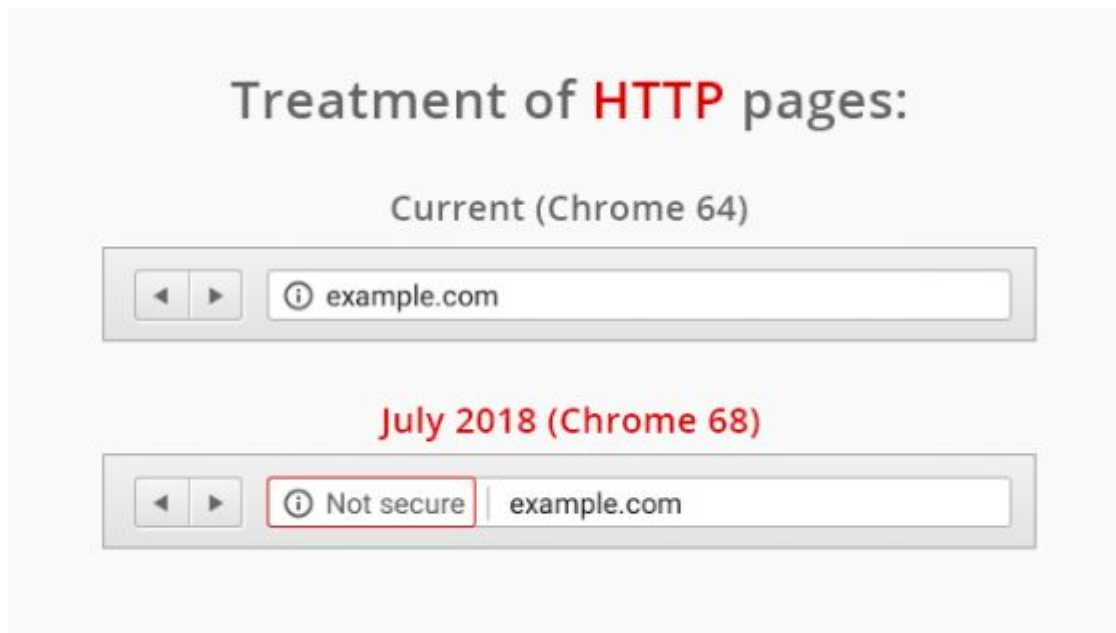 Treatment of HTTP pages:
Current (Chrome 64)
example.com
July 2018 (Chrome 68)
Not secure example.com